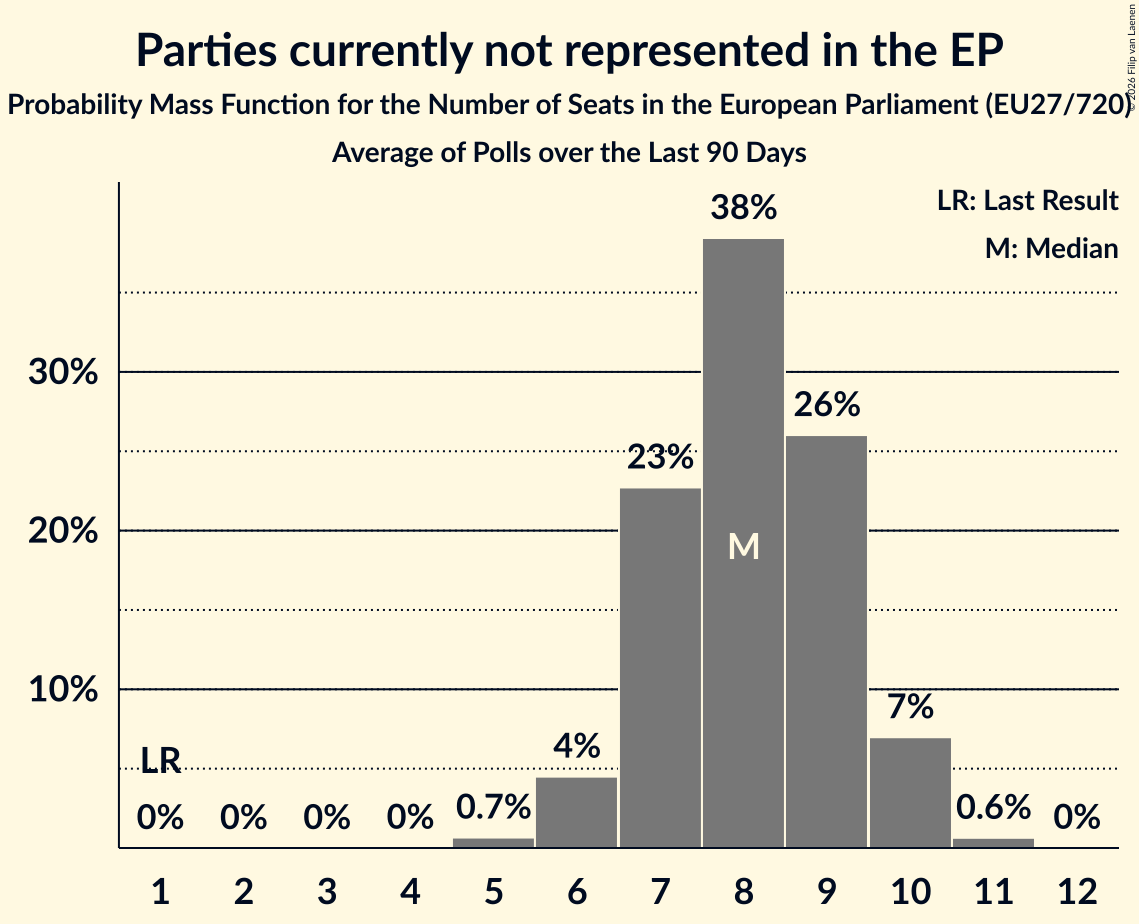 Parties currently not represented in the EP
Probability Mass Function for the Number of Seats in the European Parliament (EU27/720)
Average of Polls over the Last 90 Days
© 2026 Filip van Laenen
LR: Last Result
M: Median
38%
30%
26%
23%
20%
M
10%
7%
LR
4%
0% 0% 0% 0% 0.7% 0.6% 0%
1 2 3 4 5 6 7 8 9 10 11 12